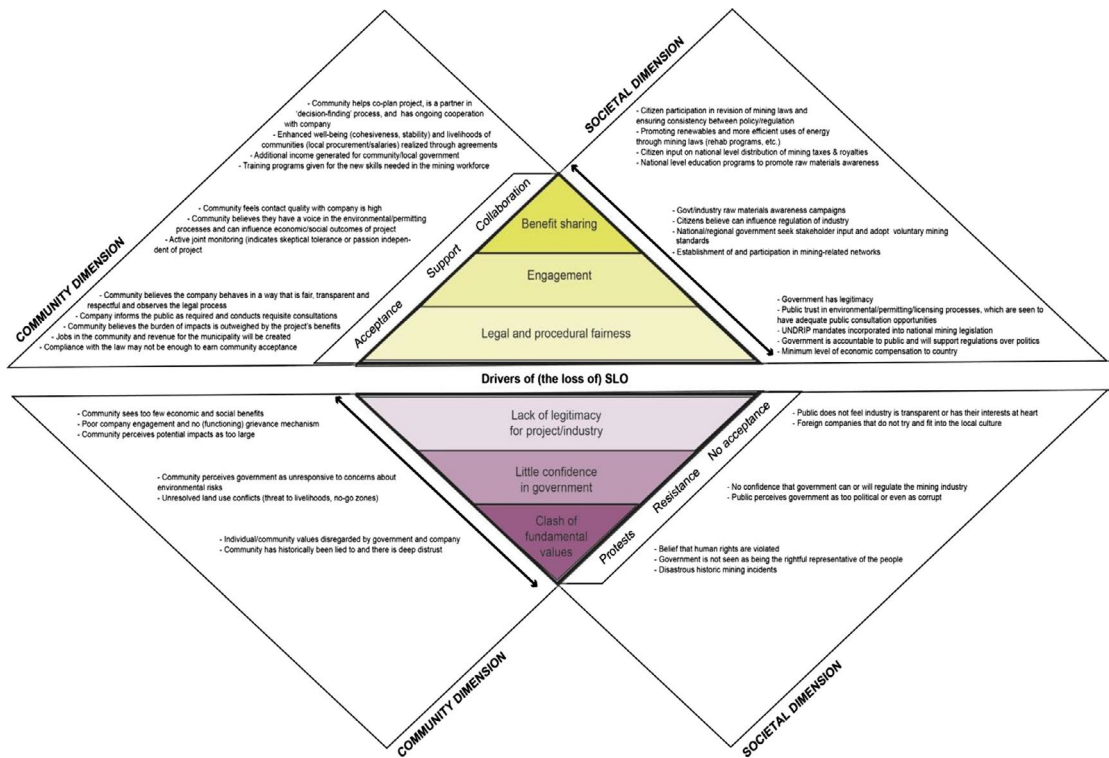 COMMUNITY DIMENSION
- Community helps co-plan project, is a partner in
‘decision-finding’ process, and has ongoing cooperation
with company
- Enhanced well-being (cohesiveness, stability) and livelihoods of
communities (local procurement/salaries) realized through agreements
- Additional income generated for community/local government
- Training programs given for the new skills needed in the mining workforce
- Community feels contact quality with company is high
- Community believes they have a voice in the environmental/permitting
processes and can influence economic/social outcomes of project
- Active joint monitoring (indicates skeptical tolerance or passion indepen-
dent of project
- Community believes the company behaves in a way that is fair, transparent and
respectful and observes the legal process
- Company informs the public as required and conducts requisite consultations
- Community believes the burden of impacts is outweighed by the project's benefits
- Jobs in the community and revenue for the municipality will be created
- Compliance with the law may not be enough to earn community acceptance
Acceptance
Support
Collaboration
Benefit sharing
Engagement
Legal and procedural fairness
SOCIETAL DIMENSION
- Citizen participation in revision of mining laws and
ensuring consistency between policy/regulation
- Promoting renewables and more efficient uses of energy
through mining laws (rehab programs, etc.)
- Citizen input on national level distribution of mining taxes & royalties
- National level education programs to promote raw materials awareness
- Govt/industry raw materials awareness campaigns
- Citizens believe can influence regulation of industry
- National/regional government seek stakeholder input and adopt voluntary mining
standards
- Establishment of and participation in mining-related networks
- Government has legitimacy
- Public trust in environmental/permitting/licensing processes, which are seen to
have adequate public consultation opportunities
- UNDRIP mandates incorporated into national mining legislation
- Government is accountable to public and will support regulations over politics
- Minimum level of economic compensation to country
Drivers of (the loss of) SLO
- Community sees too few economic and social benefits
- Poor company engagement and no (functioning) grievance mechanism
- Community perceives potential impacts as too large
- Community perceives government as unresponsive to concerns about
environmental risks
- Unresolved land use conflicts (threat to livelihoods, no-go zones)
- Individual/community values disregarded by government and company
- Community has historically been lied to and there is deep distrust
COMMUNITY DIMENSION
Lack of legitimacy
for project/industry
Little confidence
in government
Clash of
fundamental
values
No acceptance
Resistance
Protests
- Public does not feel industry is transparent or has their interests at heart
- Foreign companies that do not try and fit into the local culture
- No confidence that government can or will regulate the mining industry
- Public perceives government as too political or even as corrupt
- Belief that human rights are violated
- Government is not seen as being the rightful representative of the people
- Disastrous historic mining incidents
SOCIETAL DIMENSION